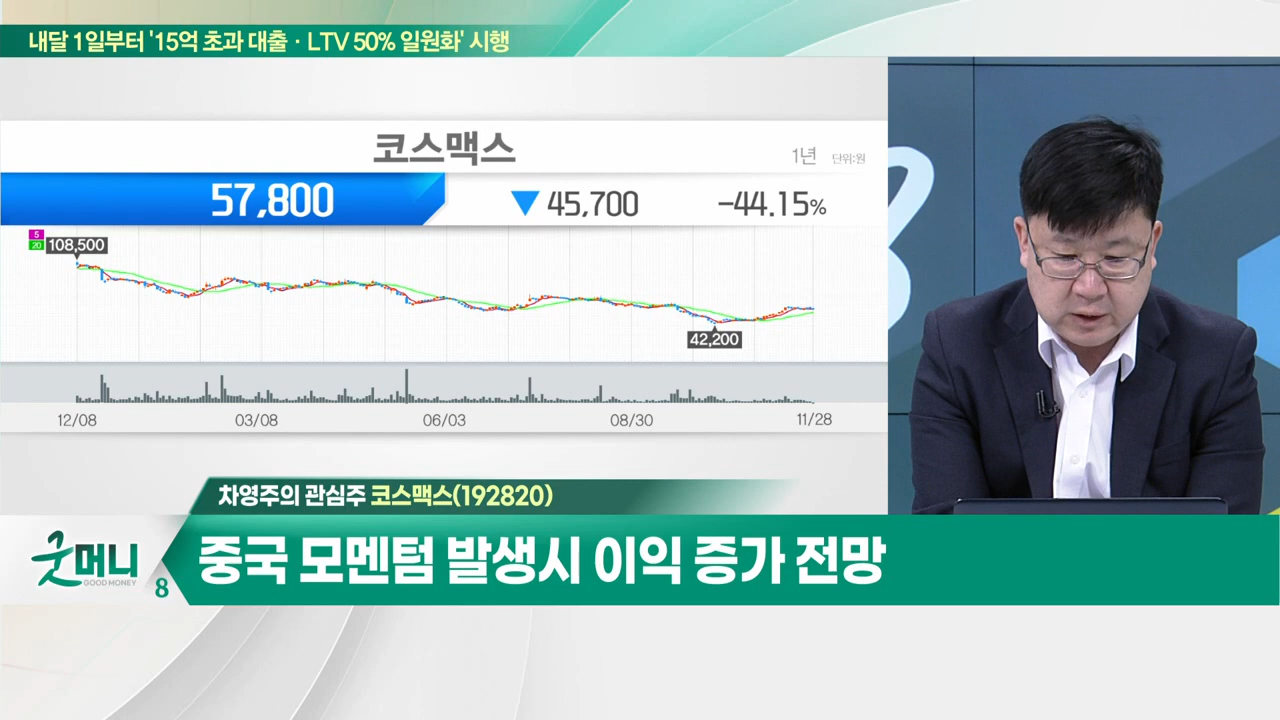 내달 1일부터 '15억 초과 대출 · LTV 50% 일원화' 시행
코스맥스
1년 단위:원
57,800 ▼ 45,700 -44.15%
5
20
108,500
42,200
12/08 03/08 06/03 08/30 11/28
차영주의 관심주 코스맥스(192820)
굿머니
GOOD MONEY
8
중국 모멘텀 발생시 이익 증가 전망